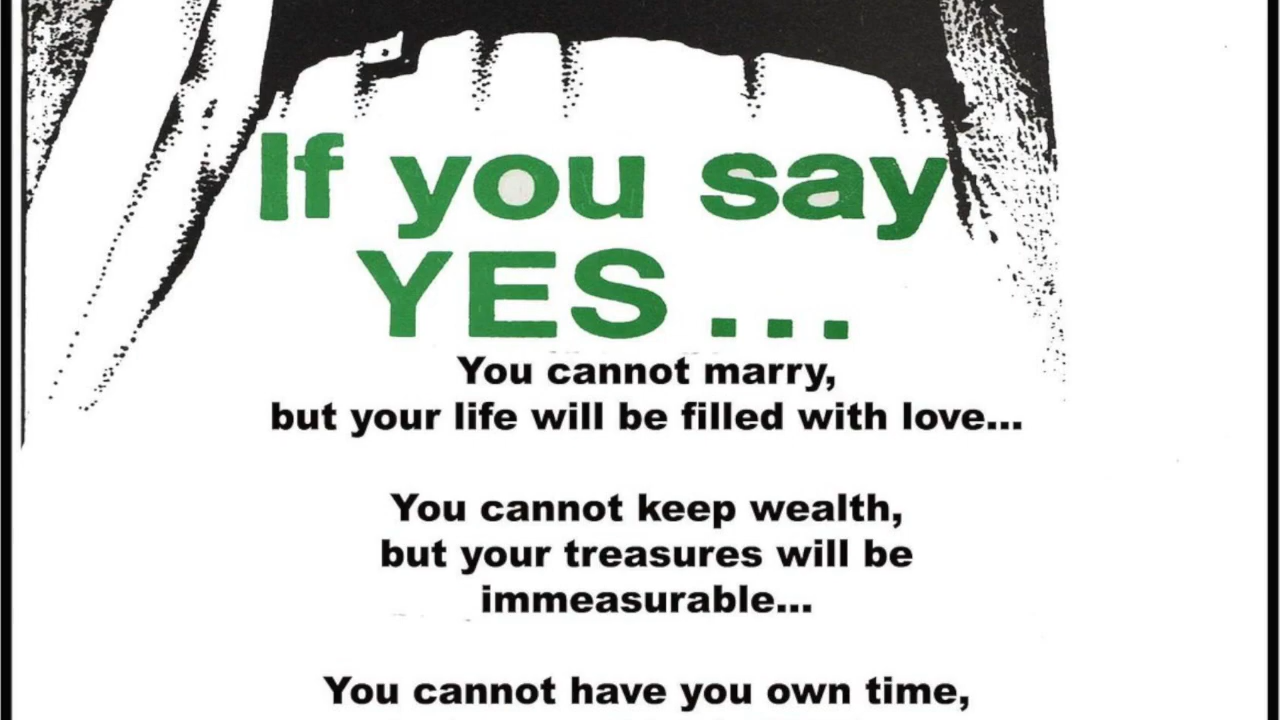 If you say
YES...
You cannot marry,
but your life will be filled with love...
You cannot keep wealth,
but your treasures will be
immeasurable...
You cannot have you own time,